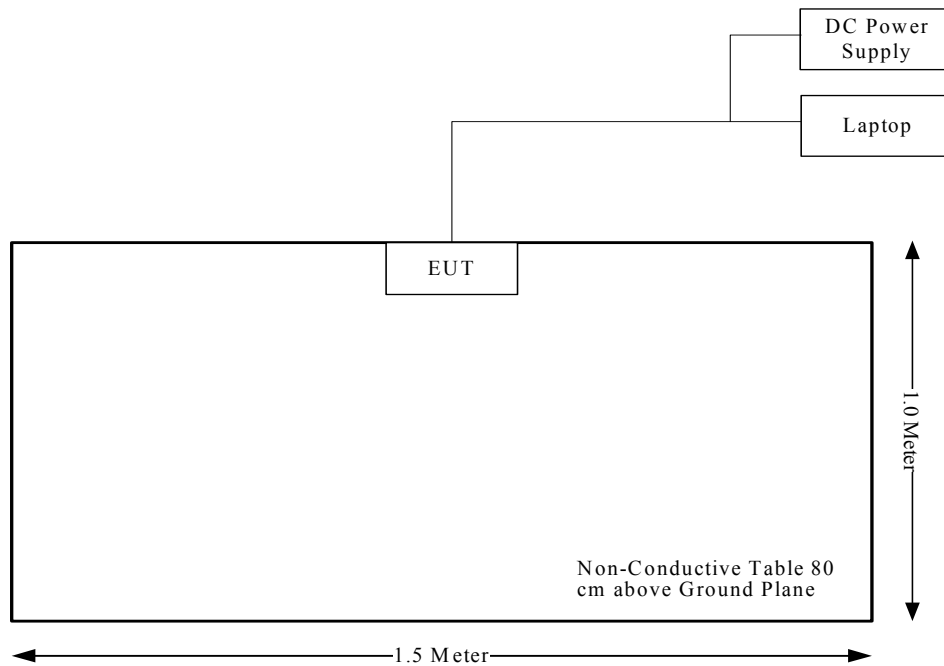 DC Power
Supply
Laptop
EUT
1.0 Meter
Non-Conductive Table 80
cm above Ground Plane
1.5 Meter